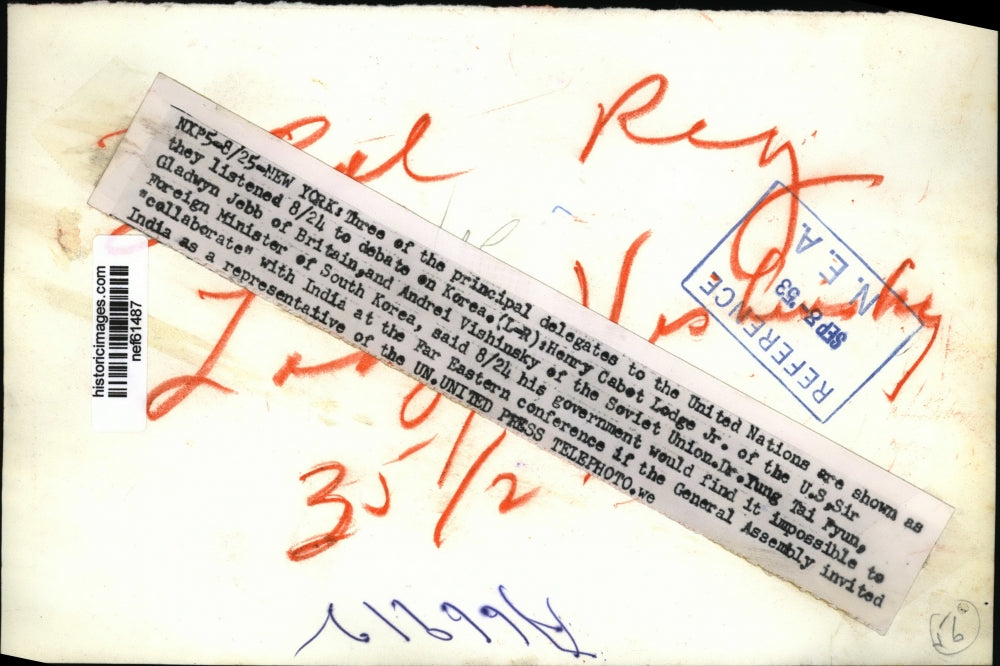 NXP5-8/25-NEW YORK: Three of the principal delegates to the United Nations are shown as
they listened 8/24 to debate on Korea. (L-R); Henry Cabot Lodge Jr. of the U.S, Sir
Gladwyn Jebb of Britain, and Andrei Vishinsky of the Soviet Union. Dr. Yung Tai Pyun,
Foreign Minister of South Korea, said 8/24 his government would find it impossible to
"collaborate" with India at the Far Eastern conference if the General Assembly invited
India as a representative of the UN. UNITED PRESS TELEPHOTO. we
Reg
Vishinsky
35 1/2
REFERENCE
SEP 8-'53
N. E. A.
historicimages.com
nef61487